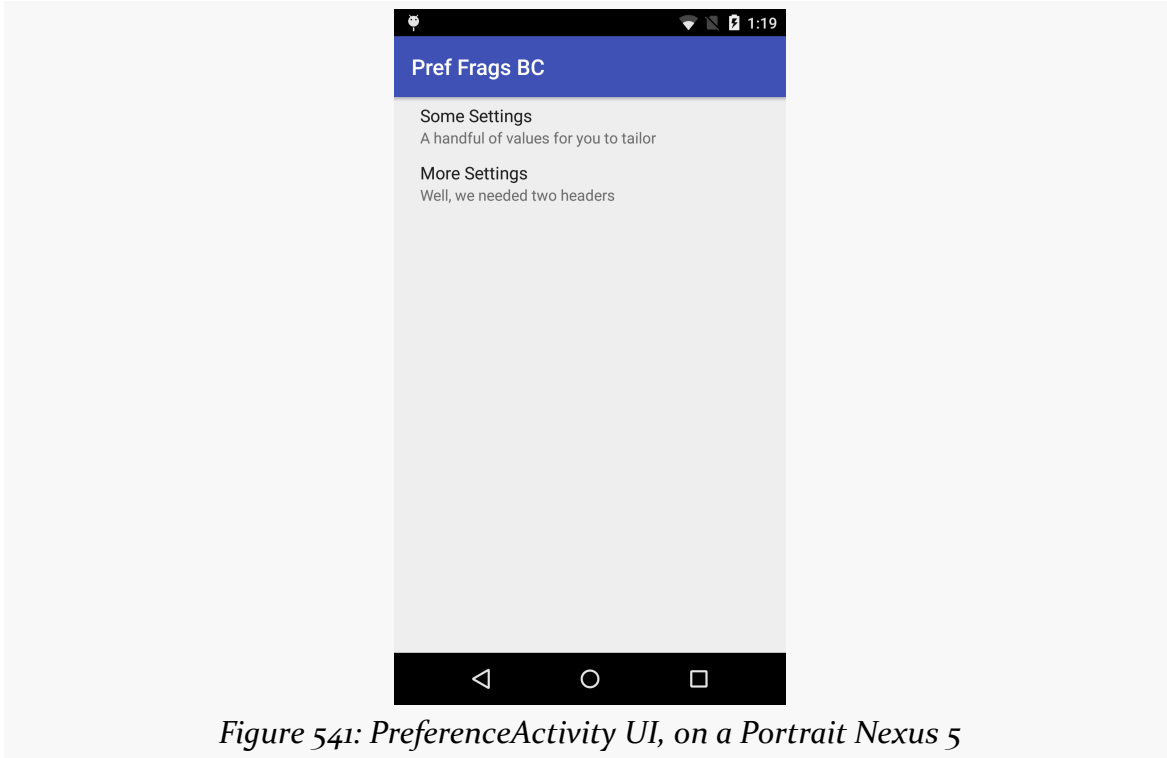 1:19
Pref Frags BC
Some Settings
A handful of values for you to tailor
More Settings
Well, we needed two headers
Figure 541: PreferenceActivity UI, on a Portrait Nexus 5